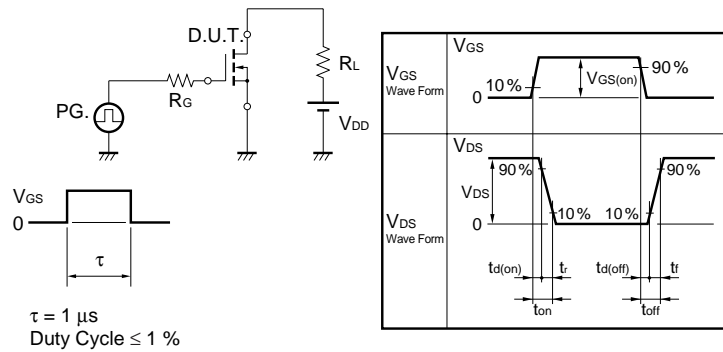 D.U.T.
RL
RG
PG.
VDD
VGS
0
τ
τ = 1 μs
Duty Cycle ≤ 1 %
VGS
Wave Form
VGS
10 %
0
VGS(on)
90 %
VDS
Wave Form
VDS
90 %
VDS
0
10 %
10 %
90 %
td(on)
tr
td(off)
tf
ton
toff